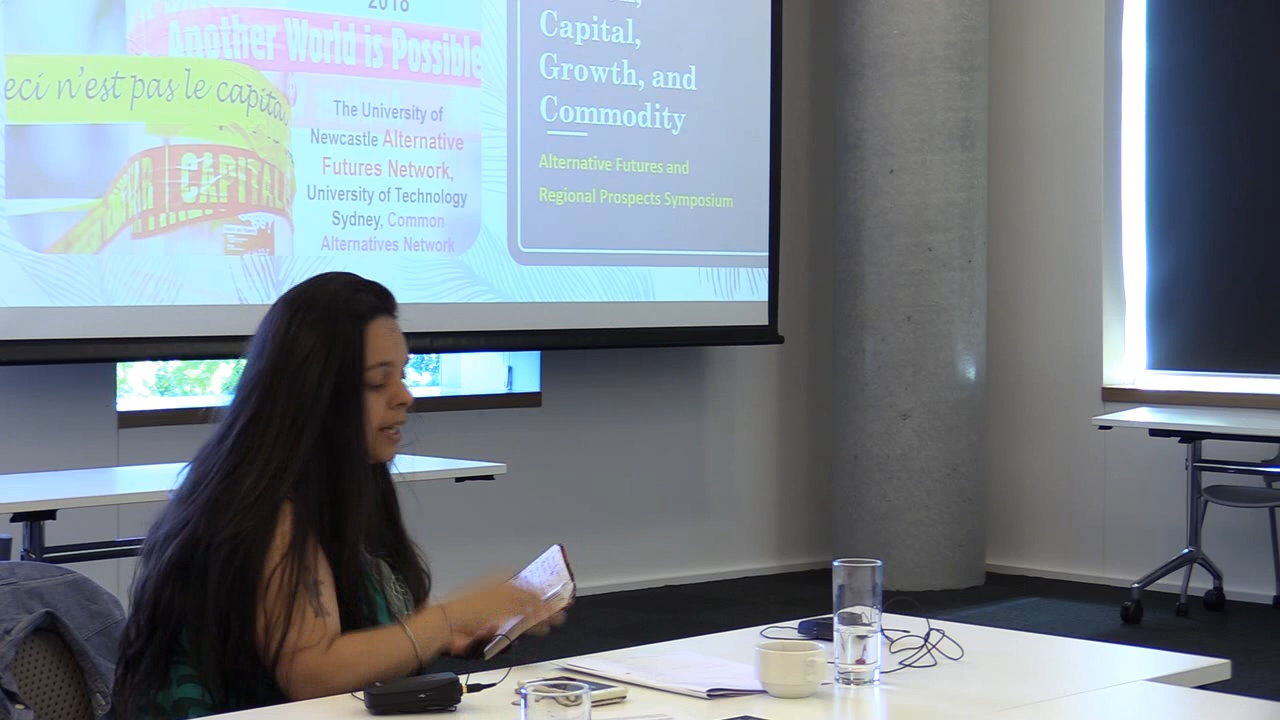 2018
Another World is Possible
eci n'est pas le capita
CAPITAL
The University of
Newcastle Alternative
Futures Network,
University of Technology
Sydney, Common
Alternatives Network
Capital,
Growth, and
Commodity
Alternative Futures and
Regional Prospects Symposium